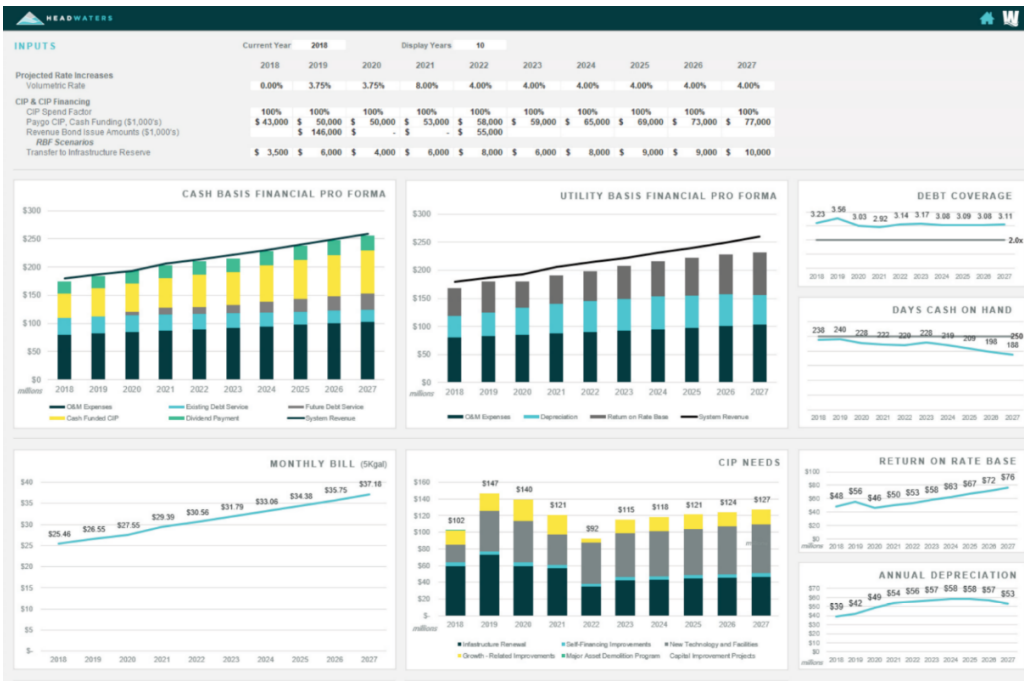 HEADWATERS
INPUTS
Current Year 2018 Display Years 10
2018 2019 2020 2021 2022 2023 2024 2025 2026 2027
Projected Rate Increases
Volumetric Rate 0.00% 3.75% 3.75% 8.00% 4.00% 4.00% 4.00% 4.00% 4.00% 4.00%
CIP & CIP Financing
CIP Spend Factor 100% 100% 100% 100% 100% 100% 100% 100% 100% 100%
Paygo CIP, Cash Funding ($1,000's) $ 43,000 $ 50,000 $ 50,000 $ 53,000 $ 58,000 $ 59,000 $ 65,000 $ 69,000 $ 73,000 $ 77,000
Revenue Bond Issue Amounts ($1,000's) $ 146,000 $ - $ - $ 55,000
RBF Scenarios
Transfer to Infrastructure Reserve $ 3,500 $ 6,000 $ 4,000 $ 6,000 $ 8,000 $ 6,000 $ 8,000 $ 9,000 $ 9,000 $ 10,000
CASH BASIS FINANCIAL PRO FORMA
$300
$250
$200
$150
$100
$50
$0
millions 2018 2019 2020 2021 2022 2023 2024 2025 2026 2027
O&M Expenses Existing Debt Service Future Debt Service
Cash Funded CIP Dividend Payment System Revenue
UTILITY BASIS FINANCIAL PRO FORMA
$300
$250
$200
$150
$100
$50
$0
millions 2018 2019 2020 2021 2022 2023 2024 2025 2026 2027
O&M Expenses Depreciation Return on Rate Base System Revenue
DEBT COVERAGE
3.23 3.56 3.03 2.92 3.14 3.17 3.08 3.09 3.08 3.11
2.0x
2018 2019 2020 2021 2022 2023 2024 2025 2026 2027
DAYS CASH ON HAND
238 240 228 220 228 219 209 198 188
250
2018 2019 2020 2021 2022 2023 2024 2025 2026 2027
MONTHLY BILL (5Kgal)
$40
$35
$30
$25
$20
$15
$10
$5
$-
$25.46 $26.55 $27.55 $29.39 $30.56 $31.79 $33.06 $34.38 $35.75 $37.18
2018 2019 2020 2021 2022 2023 2024 2025 2026 2027
CIP NEEDS
$160
$140
$120
$100
$80
$60
$40
$20
$-
$102 $147 $140 $121 $92 $115 $118 $121 $124 $127
millions 2018 2019 2020 2021 2022 2023 2024 2025 2026 2027
Infrastructure Renewal Self-Financing Improvements New Technology and Facilities
Growth - Related Improvements Major Asset Demolition Program Capital Improvement Projects
RETURN ON RATE BASE
$100
$80
$60
$40
$20
$0
$48 $56 $46 $50 $53 $58 $63 $67 $72 $76
millions 2018 2019 2020 2021 2022 2023 2024 2025 2026 2027
ANNUAL DEPRECIATION
$70
$60
$50
$40
$30
$20
$10
$0
$39 $42 $49 $54 $56 $57 $58 $58 $57 $53
millions 2018 2019 2020 2021 2022 2023 2024 2025 2026 2027